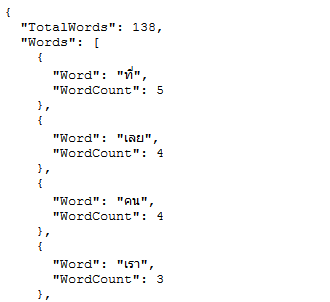 {
"TotalWords": 138,
"Words": [
{
"Word": "ที่",
"WordCount": 5
},
{
"Word": "เลย",
"WordCount": 4
},
{
"Word": "คน",
"WordCount": 4
},
{
"Word": "เรา",
"WordCount": 3
},